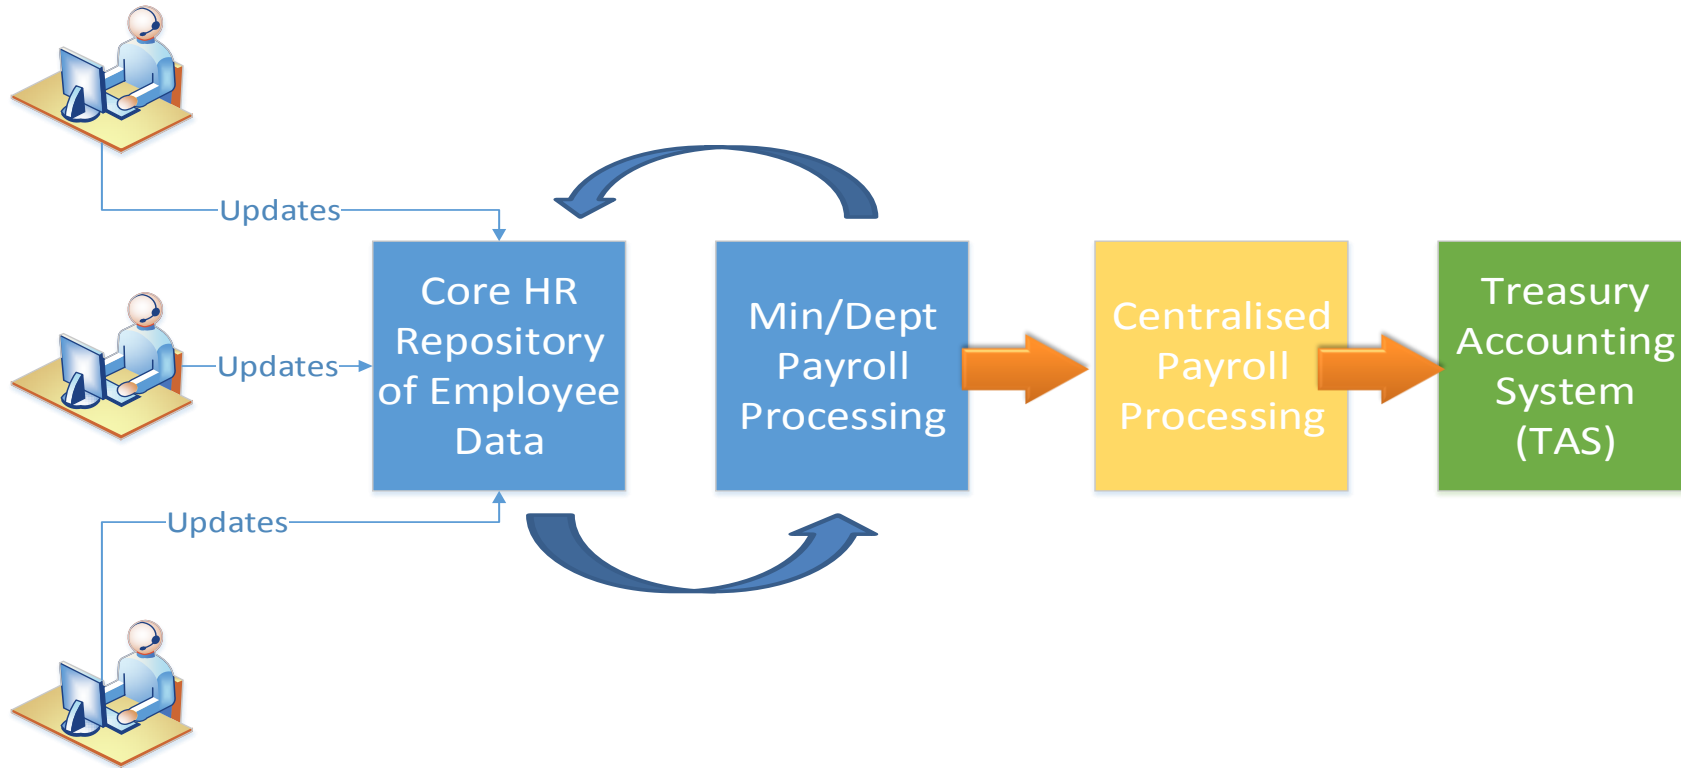 Updates
Updates
Updates
Core HR
Repository
of Employee
Data
Min/Dept
Payroll
Processing
Centralised
Payroll
Processing
Treasury
Accounting
System
(TAS)